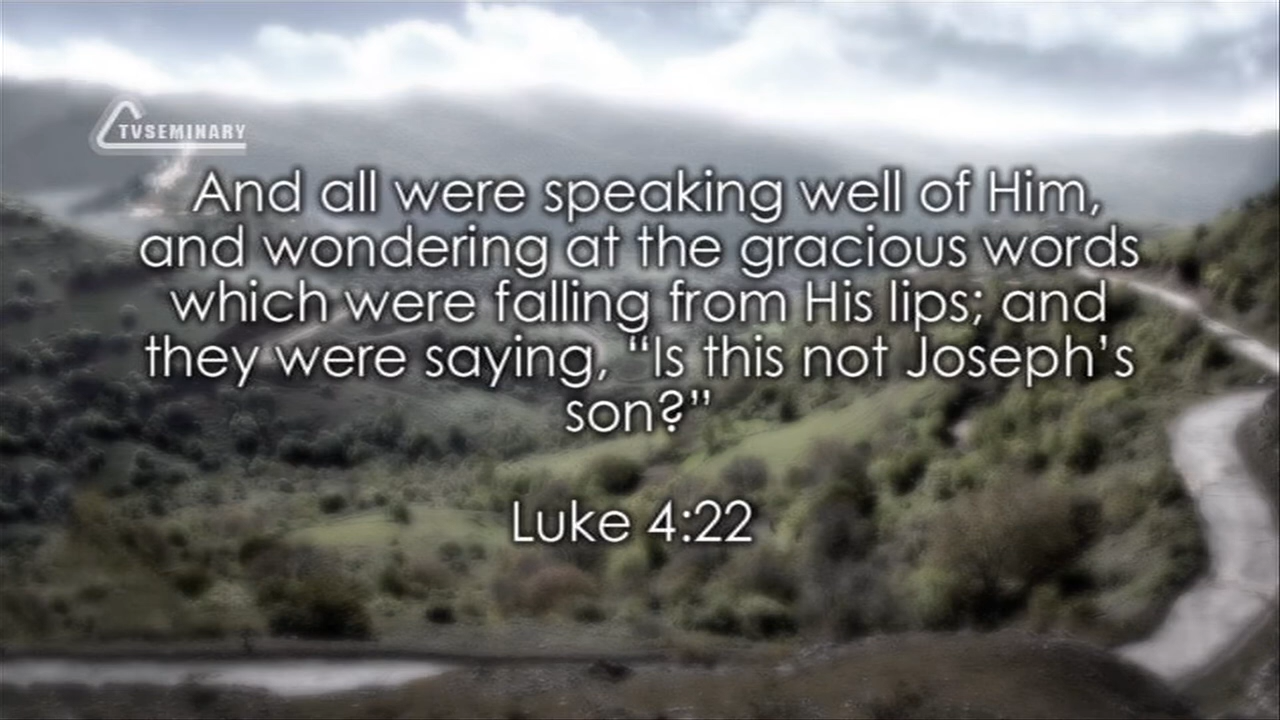 TVSEMINARY
And all were speaking well of Him,
and wondering at the gracious words
which were falling from His lips; and
they were saying, “Is this not Joseph’s
son?”
Luke 4:22